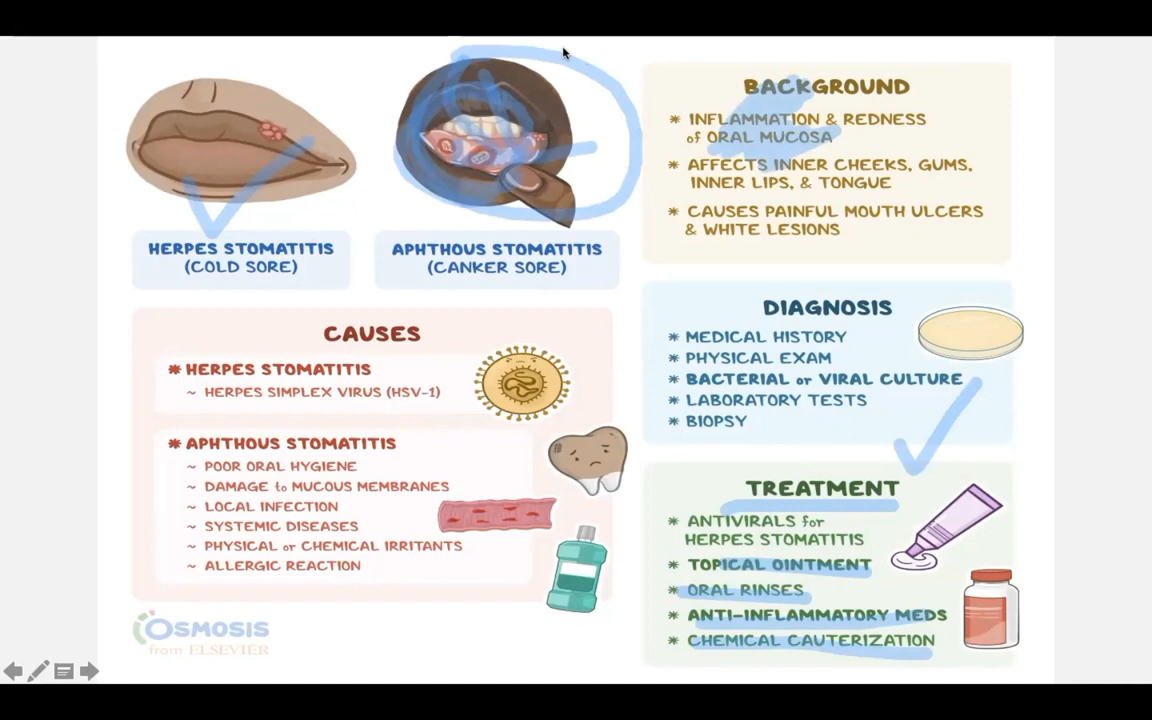 HERPES STOMATITIS
(COLD SORE)
APHTHOUS STOMATITIS
(CANKER SORE)
CAUSES
* HERPES STOMATITIS
~ HERPES SIMPLEX VIRUS (HSV-1)
* APHTHOUS STOMATITIS
~ POOR ORAL HYGIENE
~ DAMAGE to MUCOUS MEMBRANES
~ LOCAL INFECTION
~ SYSTEMIC DISEASES
~ PHYSICAL or CHEMICAL IRRITANTS
~ ALLERGIC REACTION
OSMOSIS
from ELSEVIER
BACKGROUND
* INFLAMMATION & REDNESS
of ORAL MUCOSA
* AFFECTS INNER CHEEKS, GUMS,
INNER LIPS, & TONGUE
* CAUSES PAINFUL MOUTH ULCERS
& WHITE LESIONS
DIAGNOSIS
* MEDICAL HISTORY
* PHYSICAL EXAM
* BACTERIAL or VIRAL CULTURE
* LABORATORY TESTS
* BIOPSY
TREATMENT
* ANTIVIRALS for
HERPES STOMATITIS
* TOPICAL OINTMENT
* ORAL RINSES
* ANTI-INFLAMMATORY MEDS
* CHEMICAL CAUTERIZATION